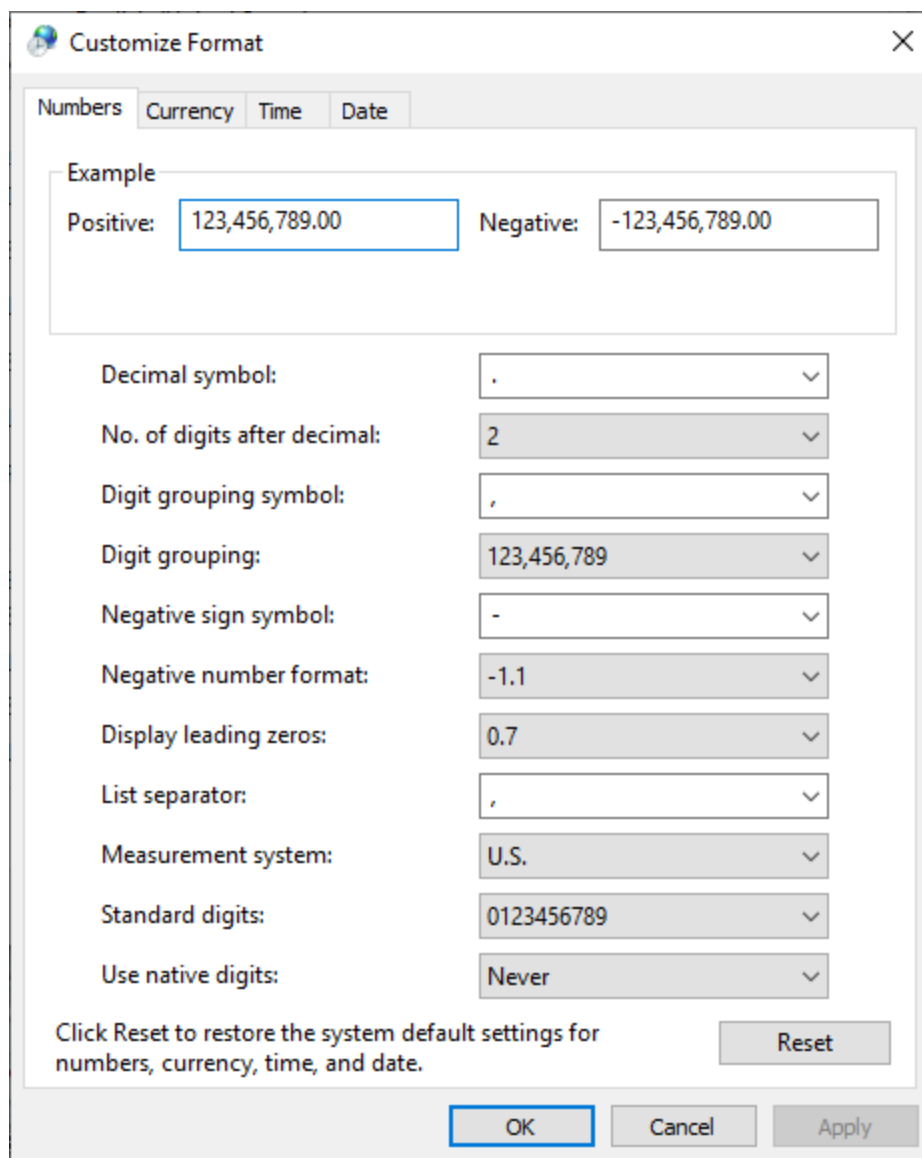 Customize Format
Numbers Currency Time Date
Example
Positive: 123,456,789.00 Negative: -123,456,789.00
Decimal symbol: .
No. of digits after decimal: 2
Digit grouping symbol: ,
Digit grouping: 123,456,789
Negative sign symbol: -
Negative number format: -1.1
Display leading zeros: 0.7
List separator: ,
Measurement system: U.S.
Standard digits: 0123456789
Use native digits: Never
Click Reset to restore the system default settings for
numbers, currency, time, and date.
Reset
OK Cancel Apply